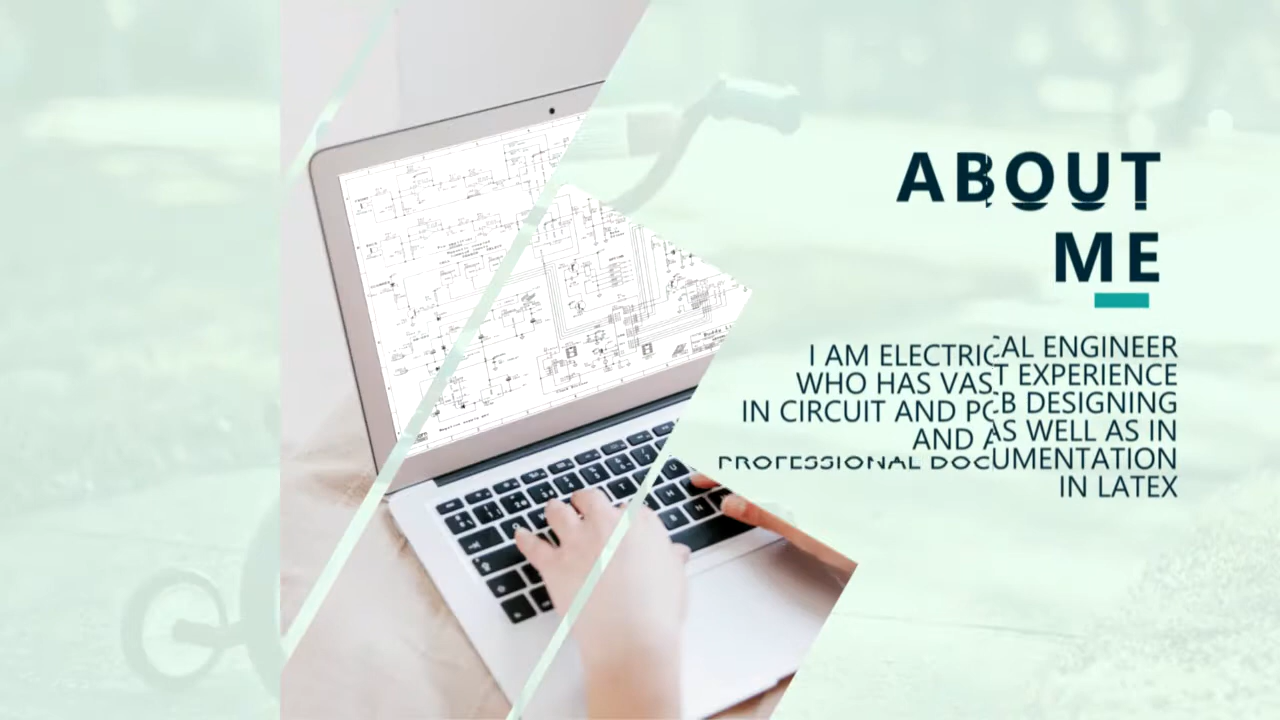 ABOUT
ME
I AM ELECTRICAL ENGINEER
WHO HAS VAST EXPERIENCE
IN CIRCUIT AND PCB DESIGNING
AND AS WELL AS IN
PROFESSIONAL DOCUMENTATION
IN LATEX